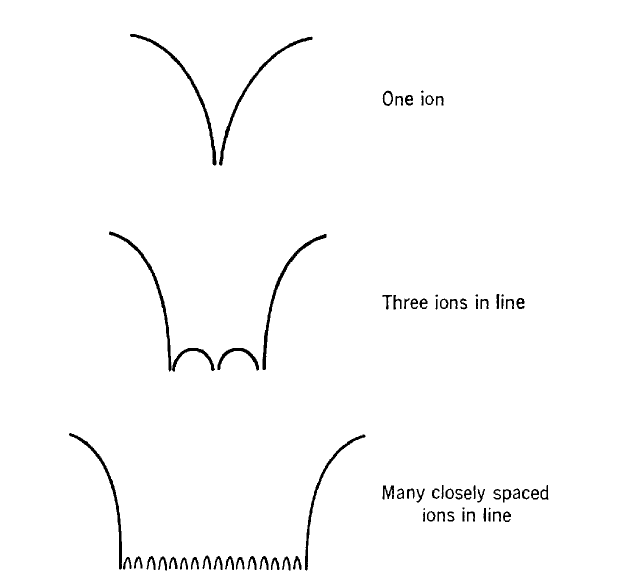 One ion
Three ions in line
Many closely spaced
ions in line